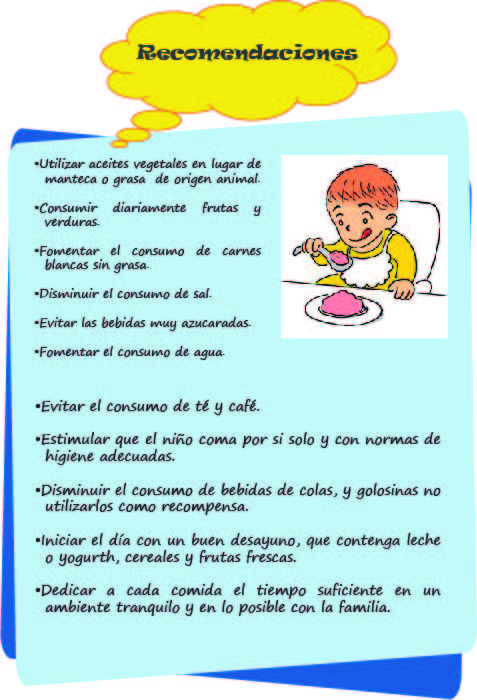 Recomendaciones
•Utilizar aceites vegetales en lugar de
manteca o grasa de origen animal.
•Consumir diariamente frutas y
verduras.
•Fomentar el consumo de carnes
blancas sin grasa.
•Disminuir el consumo de sal.
•Evitar las bebidas muy azucaradas.
•Fomentar el consumo de agua.
•Evitar el consumo de té y café.
•Estimular que el niño coma por si solo y con normas de
higiene adecuadas.
•Disminuir el consumo de bebidas de colas, y golosinas no
utilizarlos como recompensa.
•Iniciar el día con un buen desayuno, que contenga leche
o yogurth, cereales y frutas frescas.
•Dedicar a cada comida el tiempo suficiente en un
ambiente tranquilo y en lo posible con la familia.